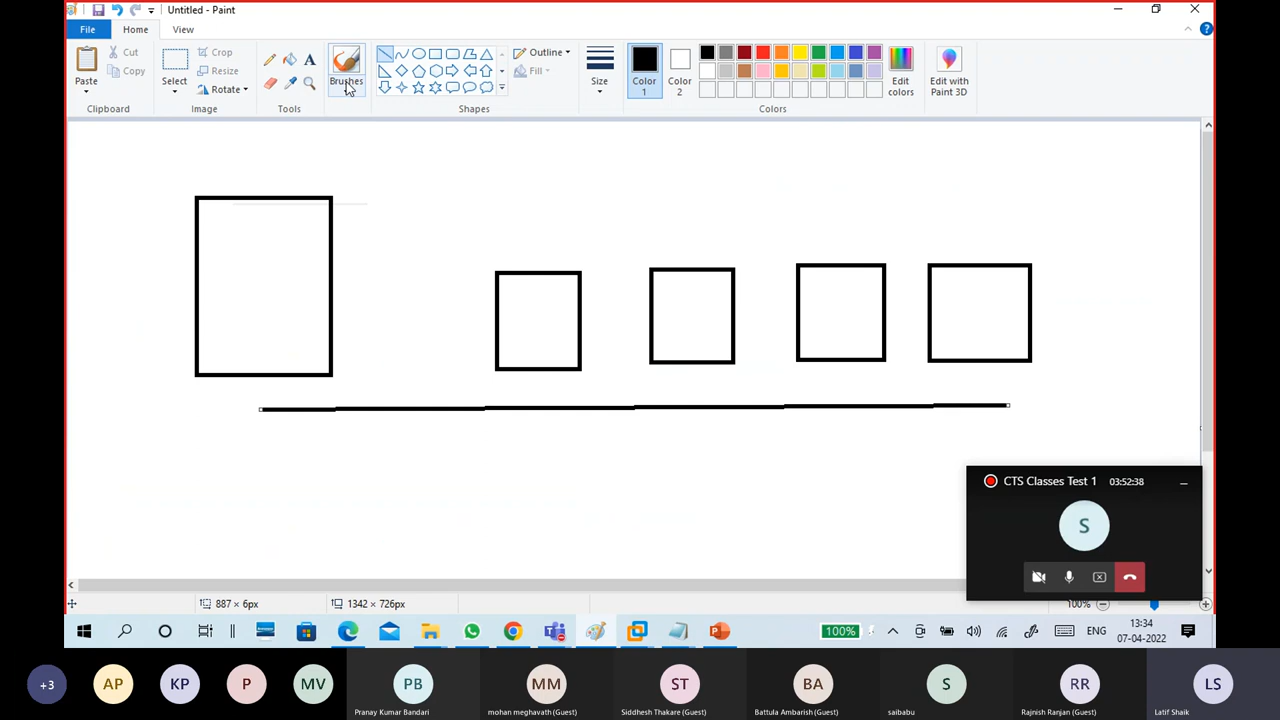 Untitled - Paint
File
Home
View
Paste
Cut
Copy
Clipboard
Select
Crop
Resize
Rotate
Image
Tools
Brushes
Outline
Fill
Shapes
Size
Color 1
Color 2
Edit colors
Edit with Paint 3D
Colors
CTS Classes Test 1
03:52:38
S
887 × 6px
1342 × 726px
100%
100%
ENG
13:34
07-04-2022
+3
AP
KP
P
MV
PB
MM
ST
BA
S
RR
LS
Pranay Kumar Bandari
mohan meghavath (Guest)
Siddhesh Thakare (Guest)
Battula Ambarish (Guest)
saibabu
Rajnish Ranjan (Guest)
Latif Shaik